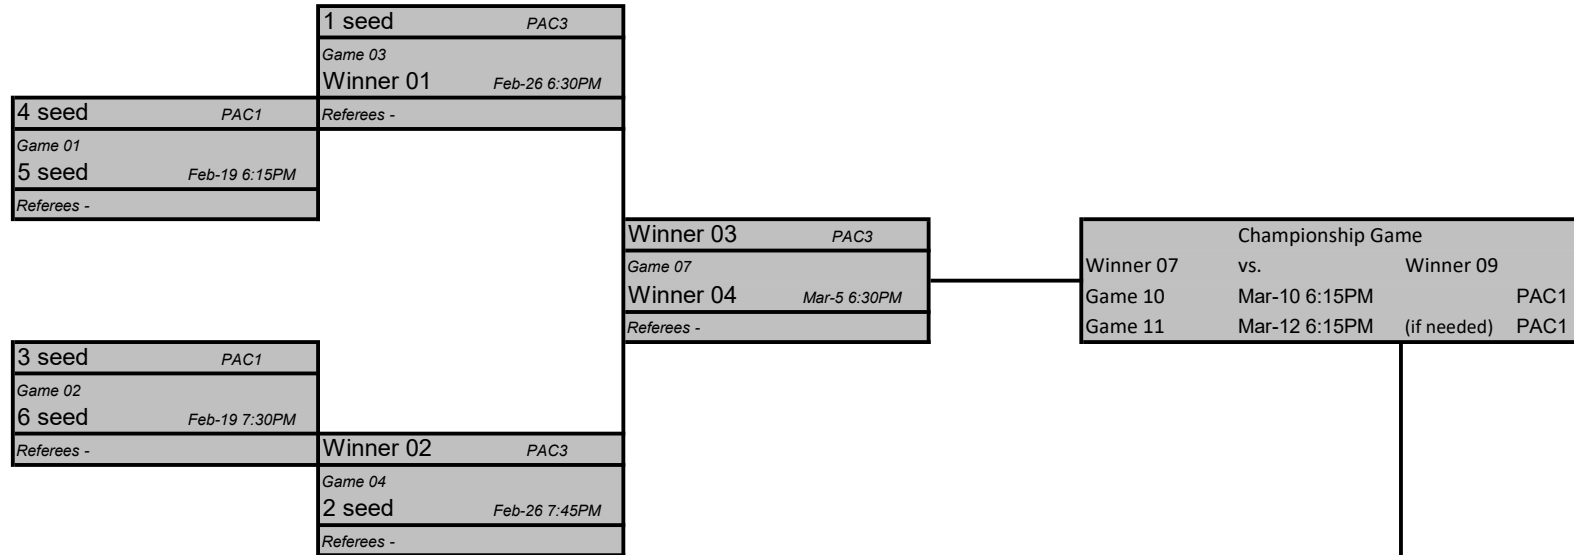 1 seed PAC3
Game 03
Winner 01 Feb-26 6:30PM
Referees -
4 seed PAC1
Game 01
5 seed Feb-19 6:15PM
Referees -
Winner 03 PAC3
Game 07
Winner 04 Mar-5 6:30PM
Referees -
Championship Game
Winner 07 vs. Winner 09
Game 10 Mar-10 6:15PM PAC1
Game 11 Mar-12 6:15PM (if needed) PAC1
3 seed PAC1
Game 02
6 seed Feb-19 7:30PM
Referees -
Winner 02 PAC3
Game 04
2 seed Feb-26 7:45PM
Referees -